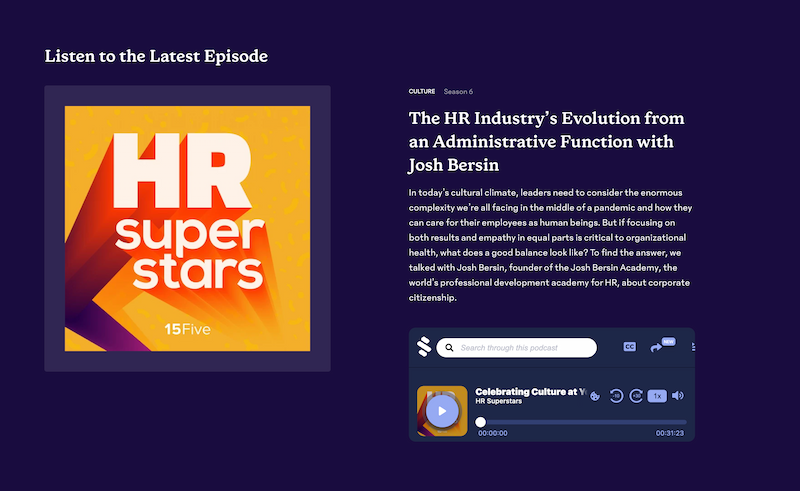 Listen to the Latest Episode
HR
super
stars
15Five
CULTURE Season 6
The HR Industry’s Evolution from
an Administrative Function with
Josh Bersin
In today’s cultural climate, leaders need to consider the enormous
complexity we’re all facing in the middle of a pandemic and how they
can care for their employees as human beings. But if focusing on
both results and empathy in equal parts is critical to organizational
health, what does a good balance look like? To find the answer, we
talked with Josh Bersin, founder of the Josh Bersin Academy, the
world’s professional development academy for HR, about corporate
citizenship.
Search through this podcast
CC
NEW
Celebrating Culture at
HR Superstars
1x
00:00:00 00:31:23